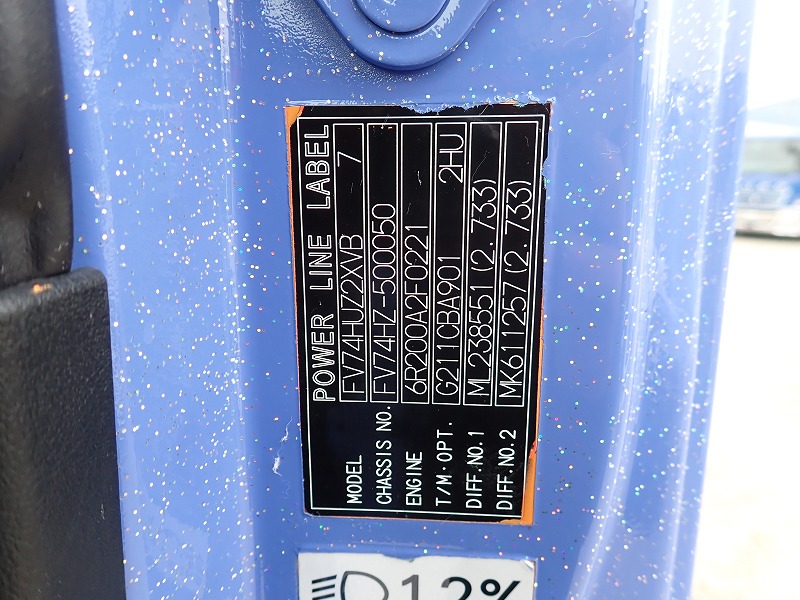 POWER LINE LABEL
MODEL FV74HUZ2XVB 7
CHASSIS NO. FV74HZ-500050
ENGINE 6R200A2F0221
T/M·OPT. G211CBA901 2HU
DIFF.NO.1 ML238551(2.733)
DIFF.NO.2 MK611257(2.733)
12%